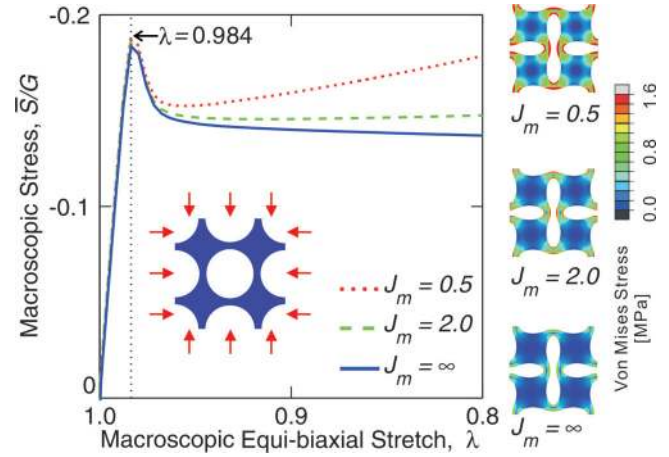 -0.2
λ = 0.984
-0.1
0
1.0
0.9
0.8
Macroscopic Stress, S̅/G
Macroscopic Equi-biaxial Stretch, λ
J_m = 0.5
J_m = 2.0
J_m = ∞
J_m = 0.5
J_m = 2.0
J_m = ∞
1.6
0.8
0.0
Von Mises Stress
[MPa]